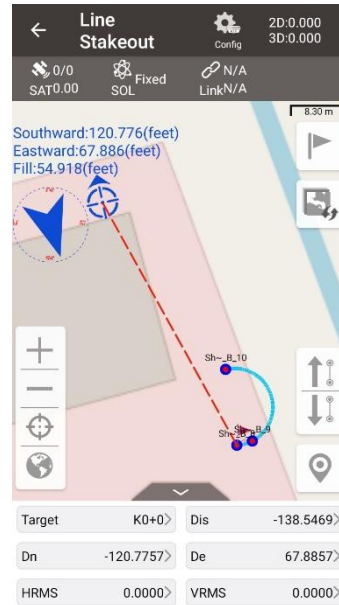 Line
Stakeout
Config
2D:0.000
3D:0.000
0/0
SAT0.00
Fixed
SOL
N/A
LinkN/A
8.30 m
Southward:120.776(feet)
Eastward:67.886(feet)
Fill:54.918(feet)
Sh~_B_10
Target K0+0 Dis -138.5469
Dn -120.7757 De 67.8857
HRMS 0.0000 VRMS 0.0000